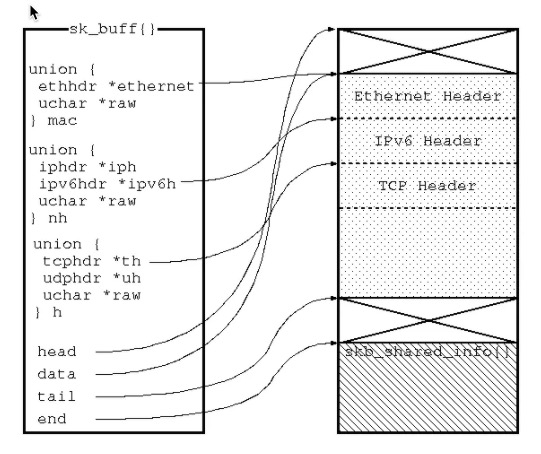 sk_buff{}
union {
ethhdr *ethernet
uchar *raw
} mac
union {
iphdr *iph
ipv6hdr *ipv6h
uchar *raw
} nh
union {
tcphdr *th
udphdr *uh
uchar *raw
} h
head
data
tail
end
Ethernet Header
IPv6 Header
TCP Header
skb_shared_info[]